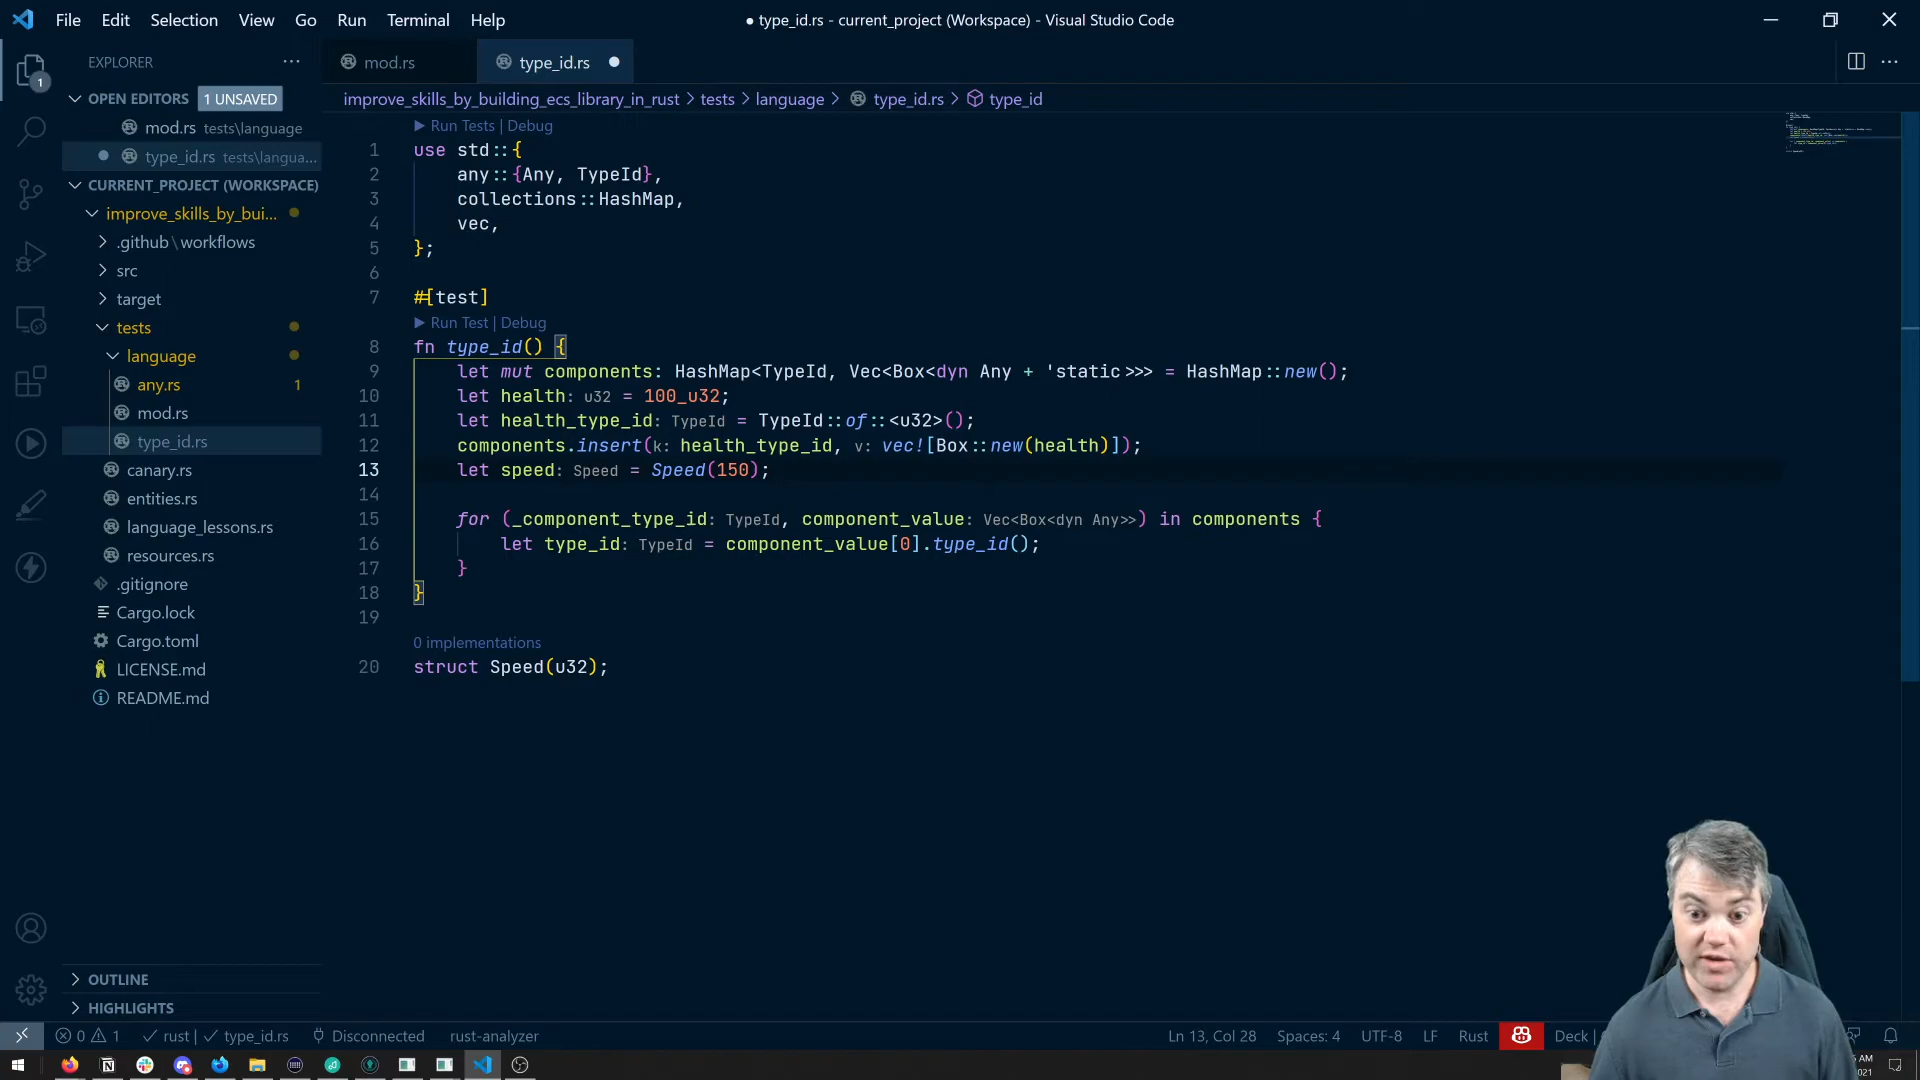 File Edit Selection View Go Run Terminal Help
● type_id.rs - current_project (Workspace) - Visual Studio Code
EXPLORER
mod.rs
type_id.rs
OPEN EDITORS 1 UNSAVED
mod.rs tests\language
type_id.rs tests\langua...
CURRENT_PROJECT (WORKSPACE)
improve_skills_by_bui...
.github\workflows
src
target
tests
language
any.rs 1
mod.rs
type_id.rs
canary.rs
entities.rs
language_lessons.rs
resources.rs
.gitignore
Cargo.lock
Cargo.toml
LICENSE.md
README.md
OUTLINE
HIGHLIGHTS
1
improve_skills_by_building_ecs_library_in_rust > tests > language > type_id.rs > type_id
Run Tests | Debug
1 use std::{
2 any::{Any, TypeId},
3 collections::HashMap,
4 vec,
5 };
6
7 #[test]
Run Test | Debug
8 fn type_id() {
9 let mut components: HashMap<TypeId, Vec<Box<dyn Any + 'static>>> = HashMap::new();
10 let health: u32 = 100_u32;
11 let health_type_id: TypeId = TypeId::of::<u32>();
12 components.insert(k: health_type_id, v: vec![Box::new(health)]);
13 let speed: Speed = Speed(150);
14
15 for (_component_type_id: TypeId, component_value: Vec<Box<dyn Any>>) in components {
16 let type_id: TypeId = component_value[0].type_id();
17 }
18 }
19
0 implementations
20 struct Speed(u32);
0 1 rust | type_id.rs Disconnected rust-analyzer
Ln 13, Col 28 Spaces: 4 UTF-8 LF Rust Deck |
AM